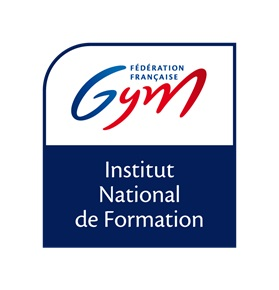 FÉDÉRATION
FRANÇAISE
Gym
Institut
National
de Formation